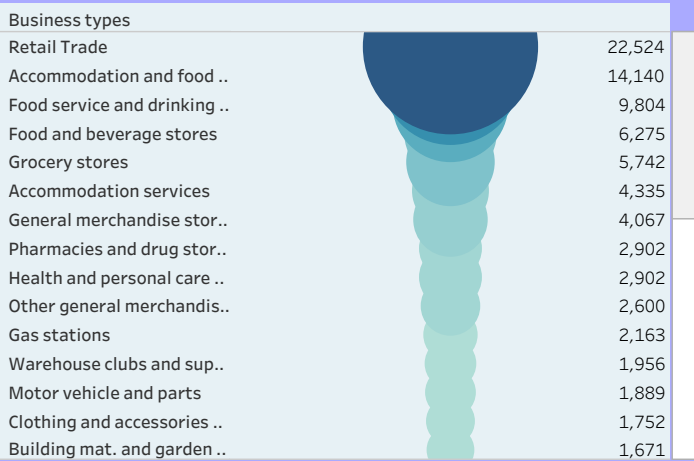 Business types
Retail Trade 22,524
Accommodation and food .. 14,140
Food service and drinking .. 9,804
Food and beverage stores 6,275
Grocery stores 5,742
Accommodation services 4,335
General merchandise stor.. 4,067
Pharmacies and drug stor.. 2,902
Health and personal care .. 2,902
Other general merchandis.. 2,600
Gas stations 2,163
Warehouse clubs and sup.. 1,956
Motor vehicle and parts 1,889
Clothing and accessories .. 1,752
Building mat. and garden .. 1,671